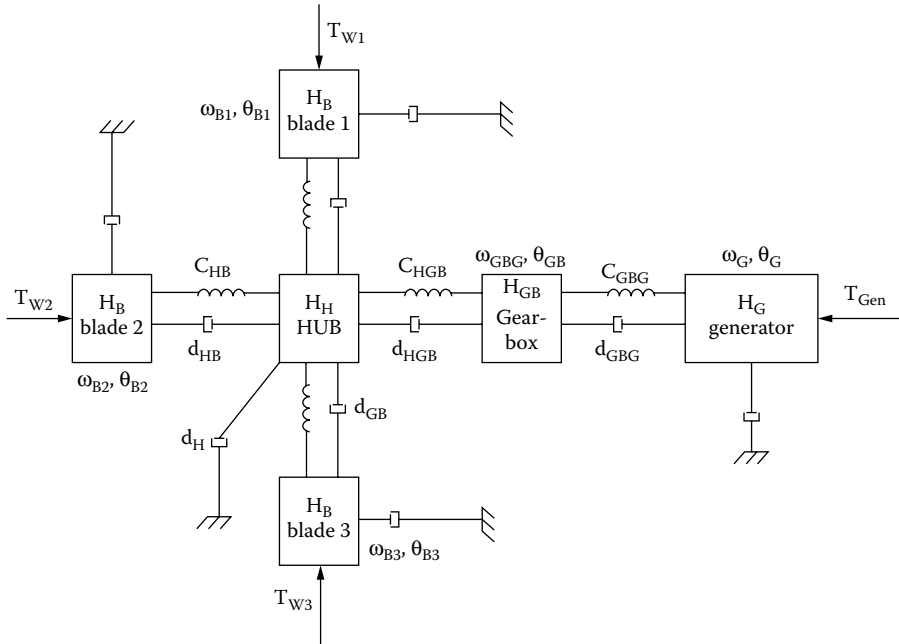 T_W1
H_B
blade 1
ω_B1, θ_B1
C_HB
C_HGB
ω_GBG, θ_GB
C_GBG
ω_G, θ_G
T_W2
H_B
blade 2
H_H
HUB
H_GB
Gear-
box
H_G
generator
T_Gen
d_HB
d_HGB
d_GBG
ω_B2, θ_B2
d_GB
d_H
H_B
blade 3
ω_B3, θ_B3
T_W3